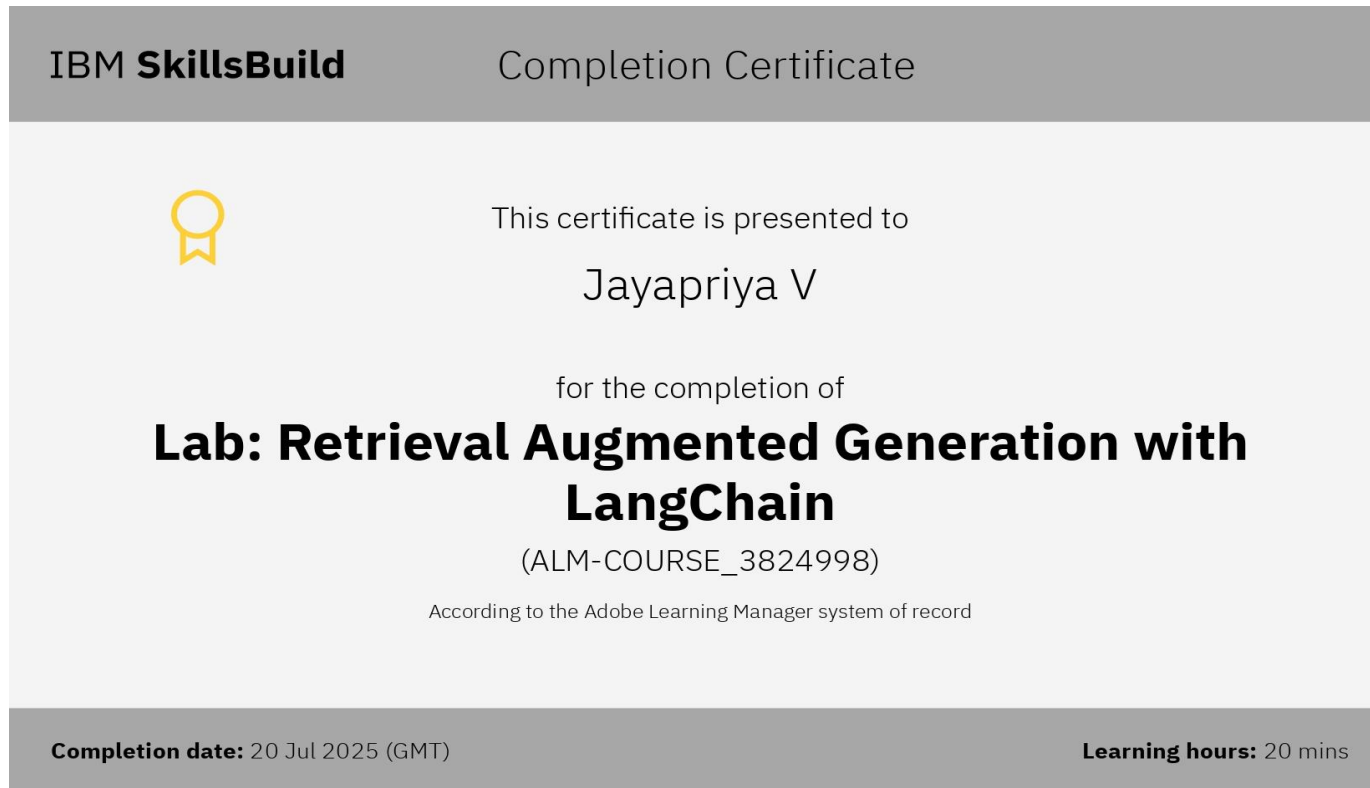 IBM SkillsBuild
Completion Certificate
This certificate is presented to
Jayapriya V
for the completion of
Lab: Retrieval Augmented Generation with
LangChain
(ALM-COURSE_3824998)
According to the Adobe Learning Manager system of record
Completion date: 20 Jul 2025 (GMT)
Learning hours: 20 mins